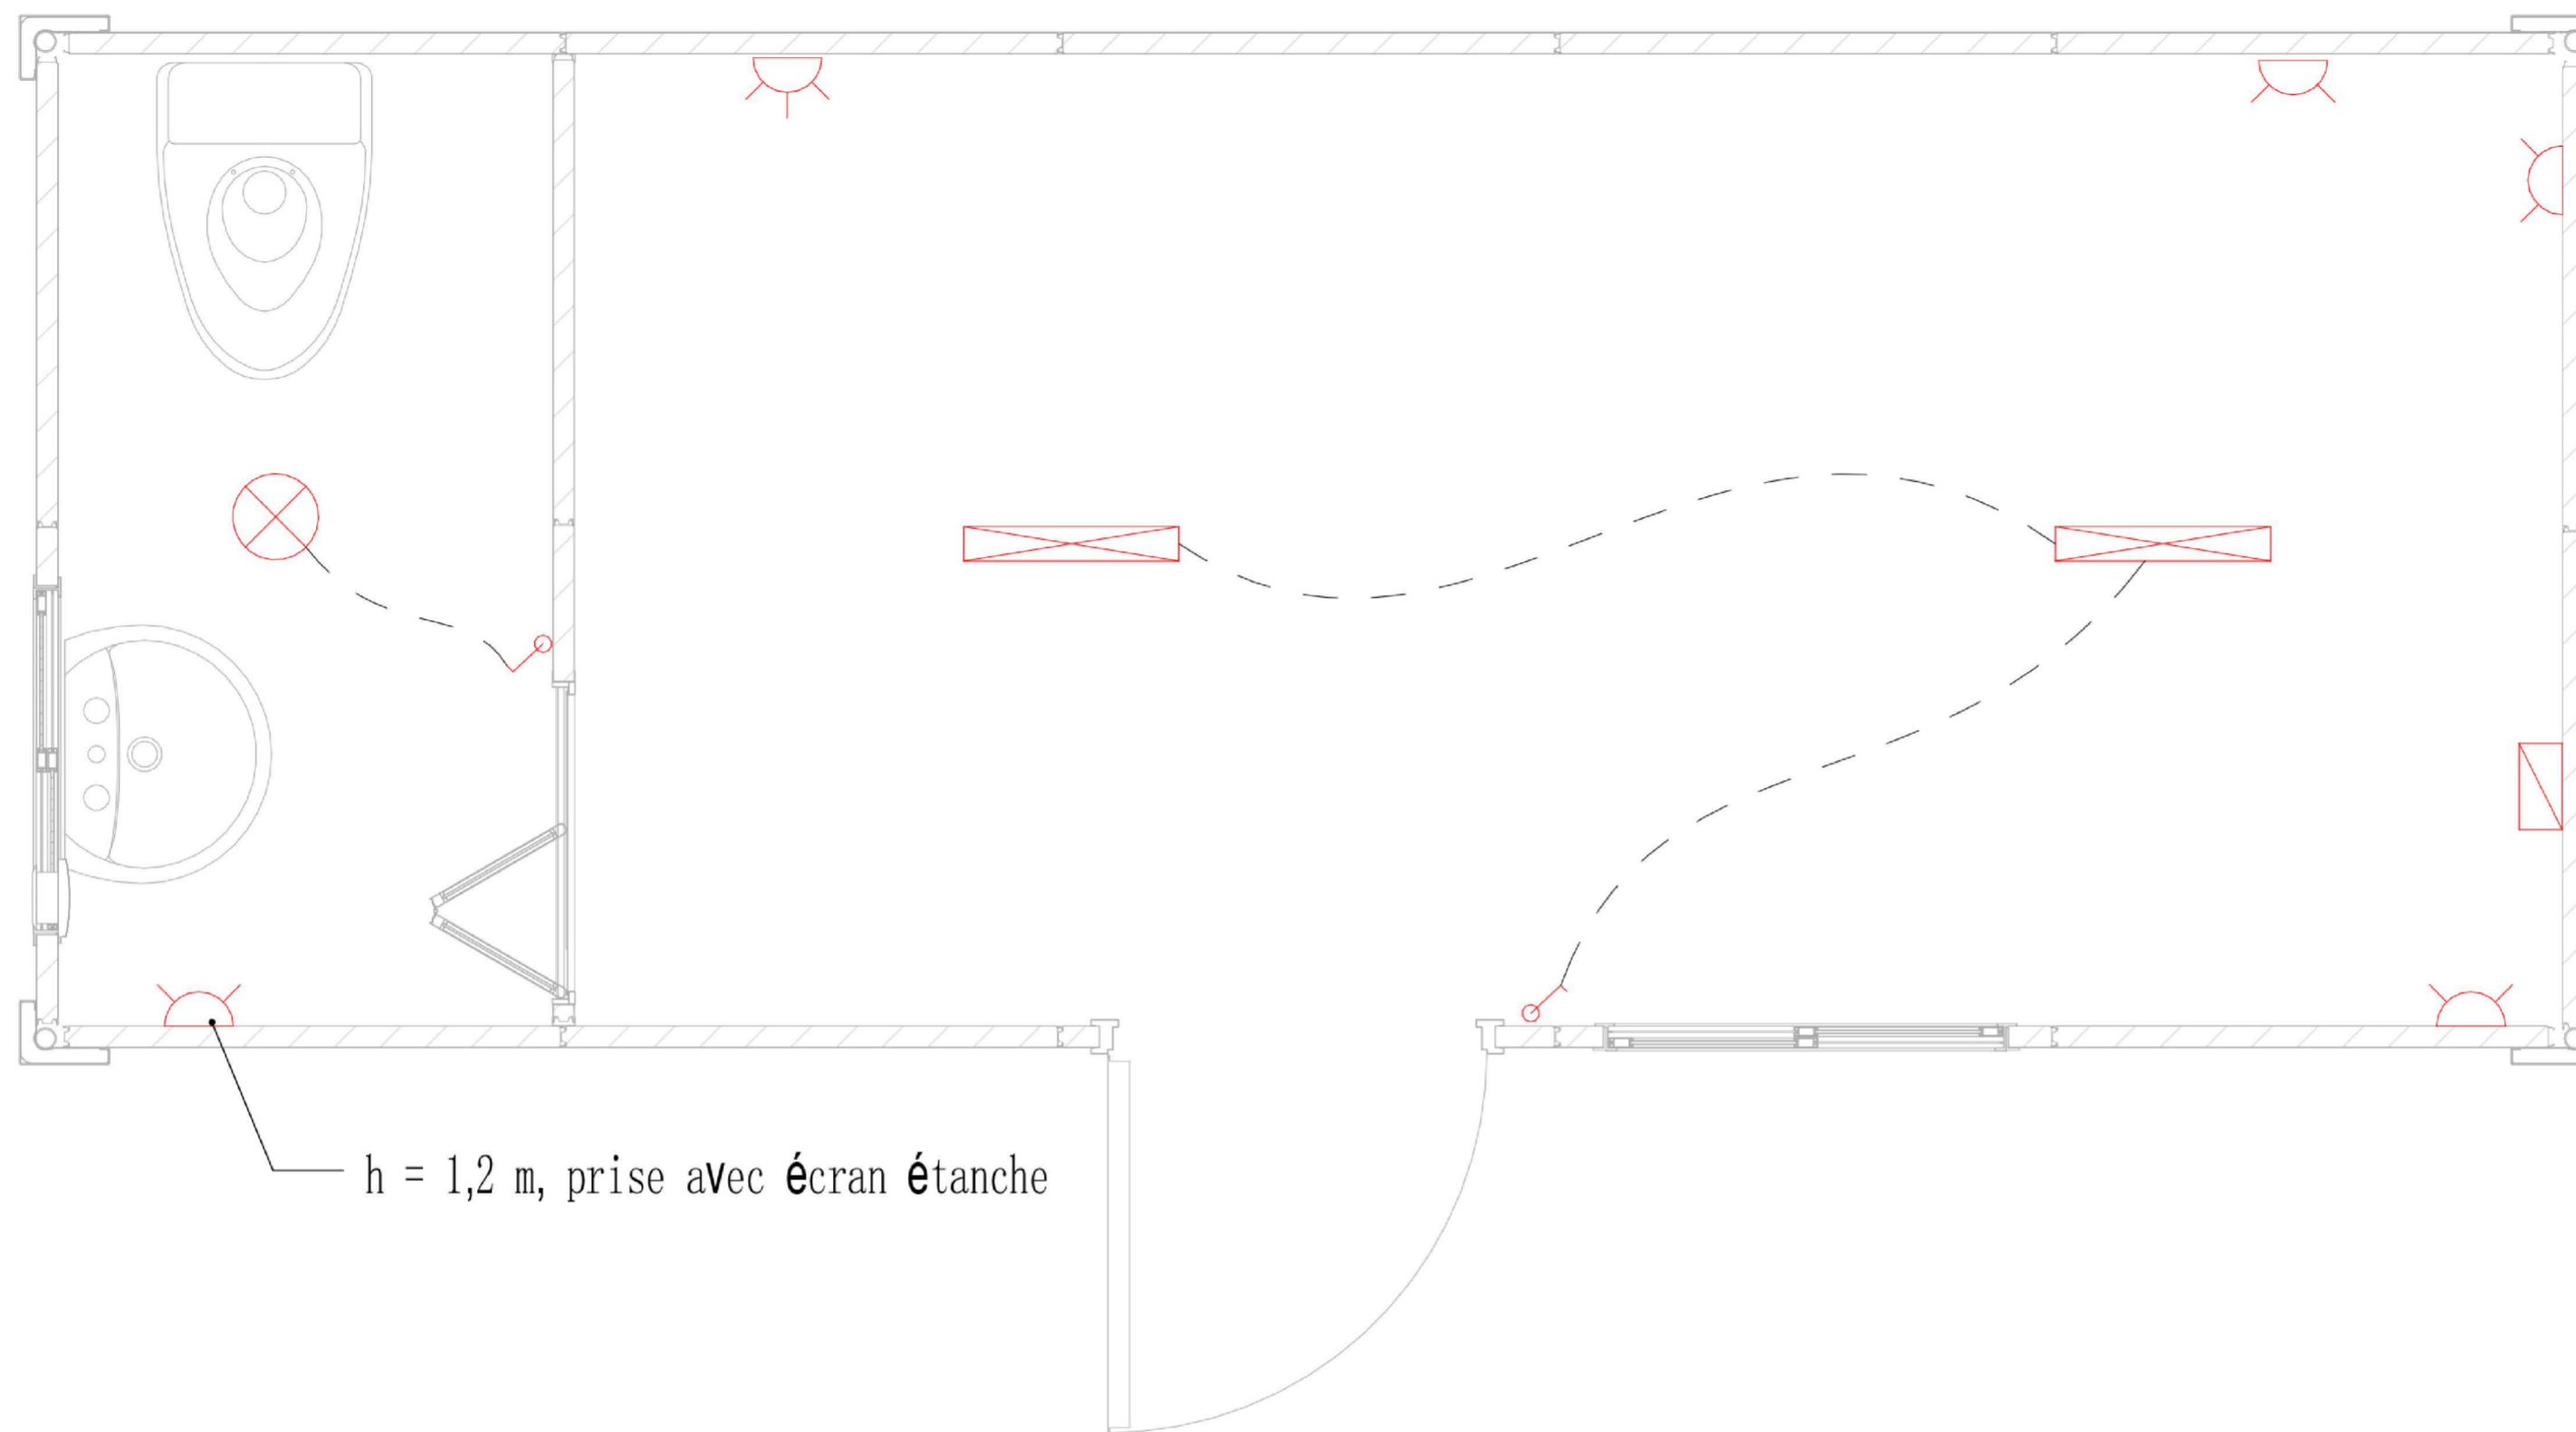 h = 1,2 m, prise avec écran étanche